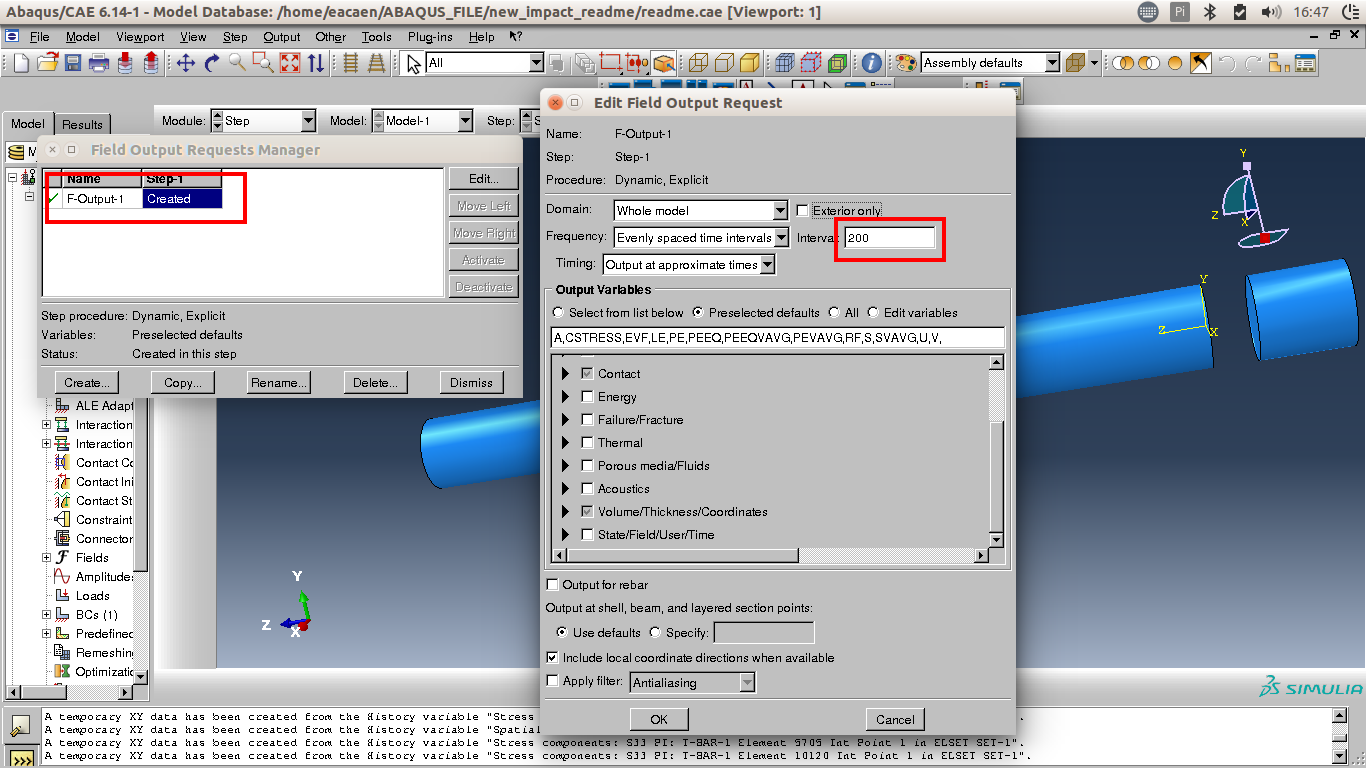 Abaqus/CAE 6.14-1 - Model Database: /home/eacaen/ABAQUS_FILE/new_impact_readme/readme.cae [Viewport: 1]
Pi
16:47
File Model Viewport View Step Output Other Tools Plug-ins Help
All
Assembly defaults
Model Results
Module: Step Model: Model-1 Step: S
Field Output Requests Manager
Name Step-1
F-Output-1 Created
Edit...
Move Left
Move Right
Activate
Deactivate
Step procedure: Dynamic, Explicit
Variables: Preselected defaults
Status: Created in this step
Create... Copy... Rename... Delete... Dismiss
ALE Adapt
Interaction
Interaction
Contact Co
Contact Ini
Contact St
Constraint
Connector
Fields
Amplitudes
Loads
BCs (1)
Predefined
Remeshing
Optimizatio
Edit Field Output Request
Name: F-Output-1
Step: Step-1
Procedure: Dynamic, Explicit
Domain: Whole model Exterior only
Frequency: Evenly spaced time intervals Interval: 200
Timing: Output at approximate times
Output Variables
Select from list below Preselected defaults All Edit variables
A,CSTRESS,EVF,LE,PE,PEEQ,PEEQVAVG,PEVAVG,RF,S,SVAVG,U,V,
Contact
Energy
Failure/Fracture
Thermal
Porous media/Fluids
Acoustics
Volume/Thickness/Coordinates
State/Field/User/Time
Output for rebar
Output at shell, beam, and layered section points:
Use defaults Specify:
Include local coordinate directions when available
Apply filter: Antialiasing
OK Cancel
Y
Z
X
Y
Z
X
Y
Z
X
SIMULIA
A temporary XY data has been created from the History variable "Stress
A temporary XY data has been created from the History variable "Spatia
A temporary XY data has been created from the History variable "Stress components: S33 PI: T-BAR-1 Element 9709 Int Point 1 in ELSET SET-1".
A temporary XY data has been created from the History variable "Stress components: S33 PI: T-BAR-1 Element 10120 Int Point 1 in ELSET SET-1".
>>>